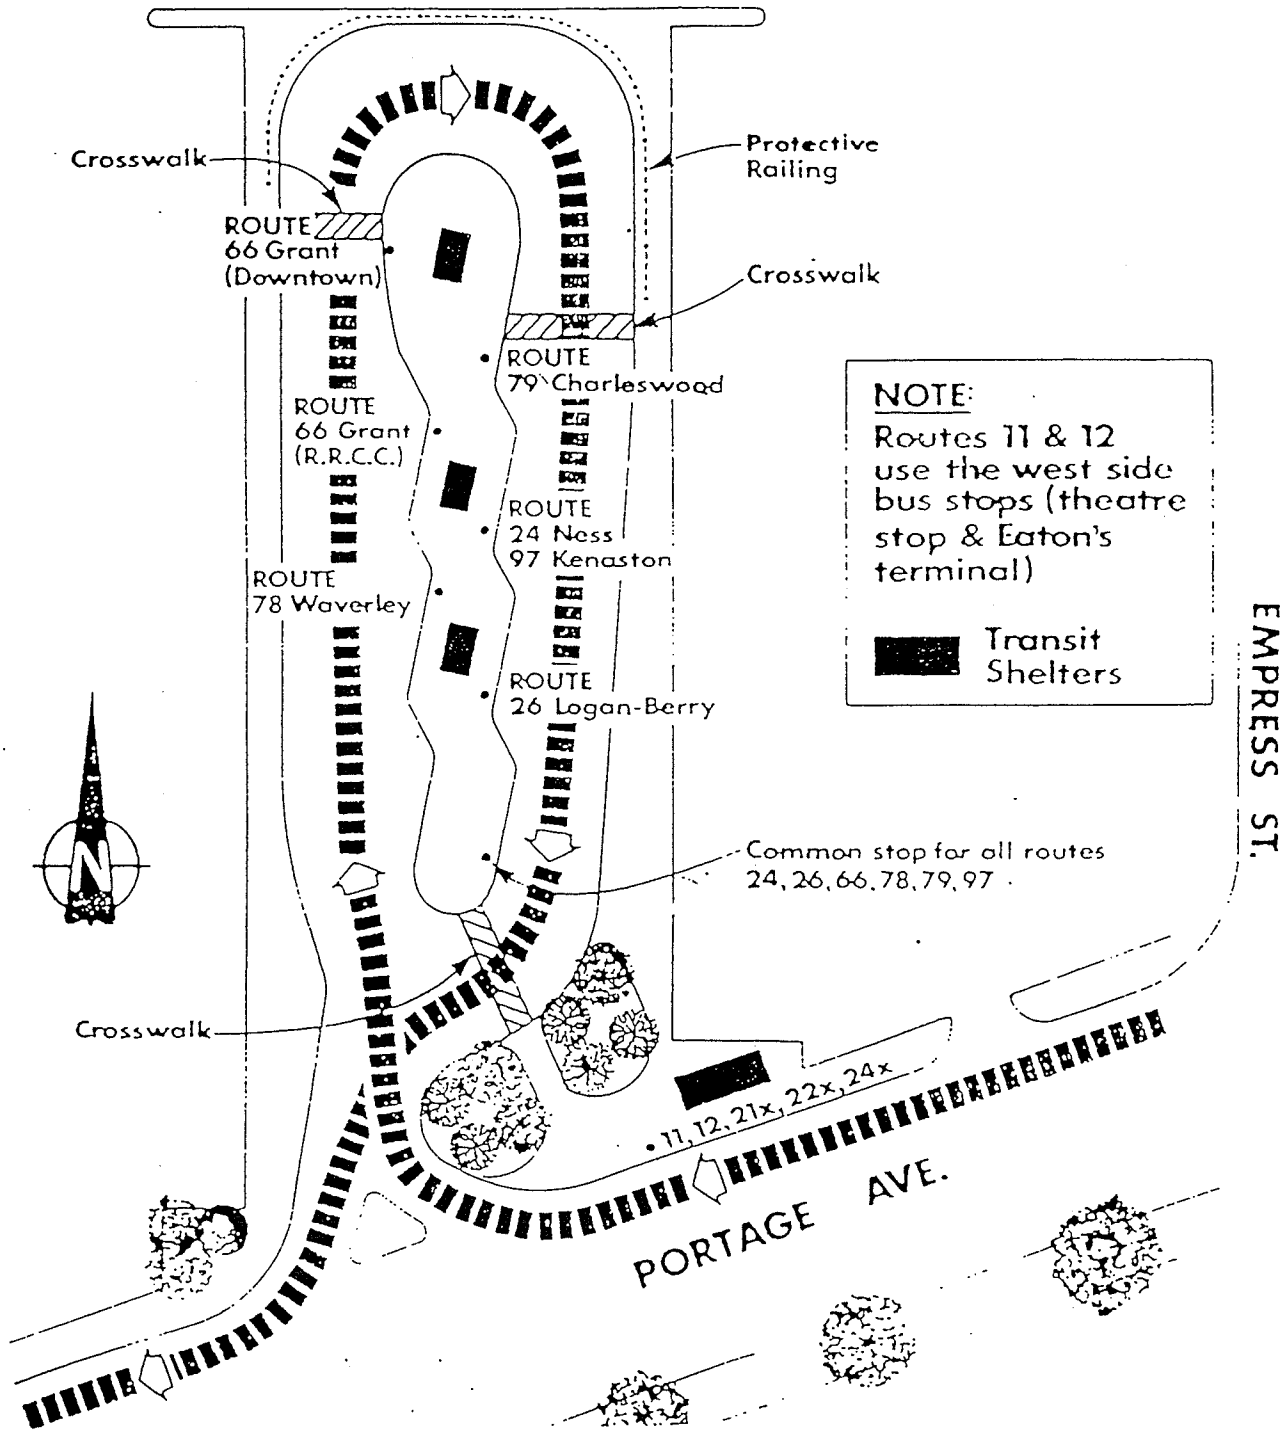 Crosswalk
Protective
Railing
ROUTE
66 Grant
(Downtown)
Crosswalk
ROUTE
79 Charleswood
ROUTE
66 Grant
(R.R.C.C.)
NOTE:
Routes 11 & 12
use the west side
bus stops (theatre
stop & Eaton's
terminal)
Transit
Shelters
ROUTE
24 Ness
97 Kenaston
ROUTE
78 Waverley
ROUTE
26 Logan-Berry
EMPRESS ST.
N
Common stop for all routes
24, 26, 66, 78, 79, 97
Crosswalk
11, 12, 21x, 22x, 24x
PORTAGE AVE.